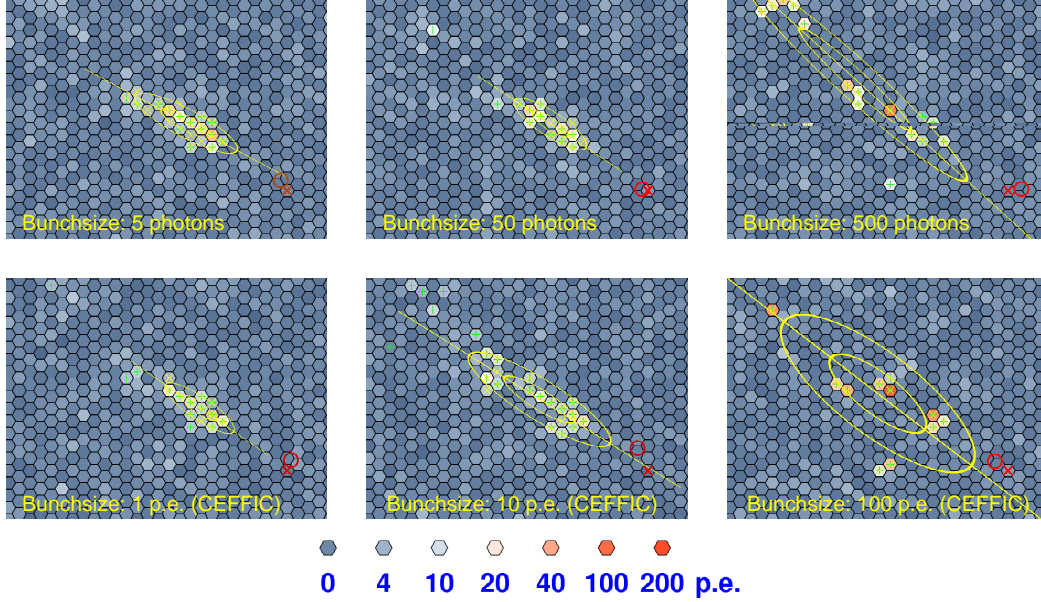 Bunchsize: 5 photons
Bunchsize: 50 photons
Bunchsize: 500 photons
Bunchsize: 1 p.e. (CEFFIC)
Bunchsize: 10 p.e. (CEFFIC)
Bunchsize: 100 p.e. (CEFFIC)
0 4 10 20 40 100 200 p.e.